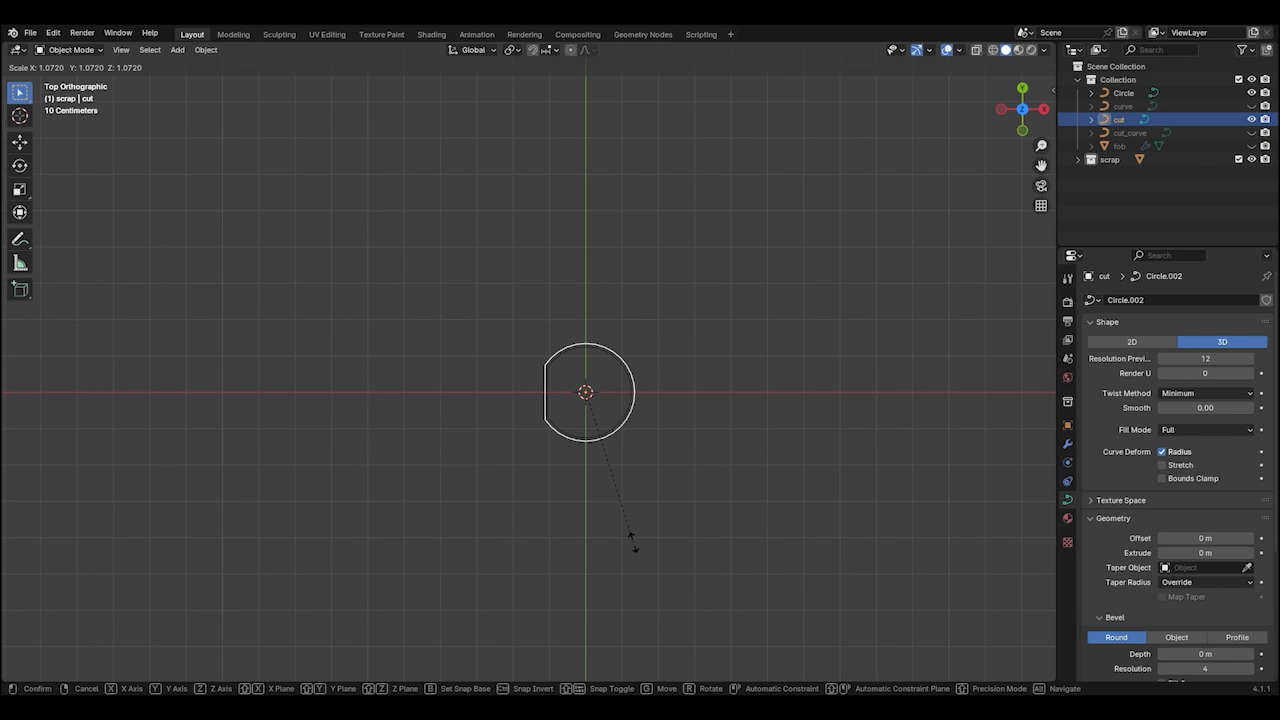 File Edit Render Window Help Layout Modeling Sculpting UV Editing Texture Paint Shading Animation Rendering Compositing Geometry Nodes Scripting + Scene ViewLayer
Object Mode View Select Add Object Global Search
Scale X: 1.0720 Y: 1.0720 Z: 1.0720
Top Orthographic
(1) scrap | cut
10 Centimeters
Scene Collection
Collection
Circle
curve
cut
cut_curve
fob
scrap
Search
cut > Circle.002
Circle.002
Shape
2D 3D
Resolution Previ... 12
Render U 0
Twist Method Minimum
Smooth 0.00
Fill Mode Full
Curve Deform Radius
Stretch
Bounds Clamp
Texture Space
Geometry
Offset 0 m
Extrude 0 m
Taper Object Object
Taper Radius Override
Map Taper
Bevel
Round Object Profile
Depth 0 m
Resolution 4
Confirm Cancel X X Axis Y Y Axis Z Z Axis X X Plane Y Y Plane Z Z Plane B Set Snap Base Ctrl Snap Invert Snap Toggle G Move R Rotate Automatic Constraint Automatic Constraint Plane Precision Mode Alt Navigate 4.1.1